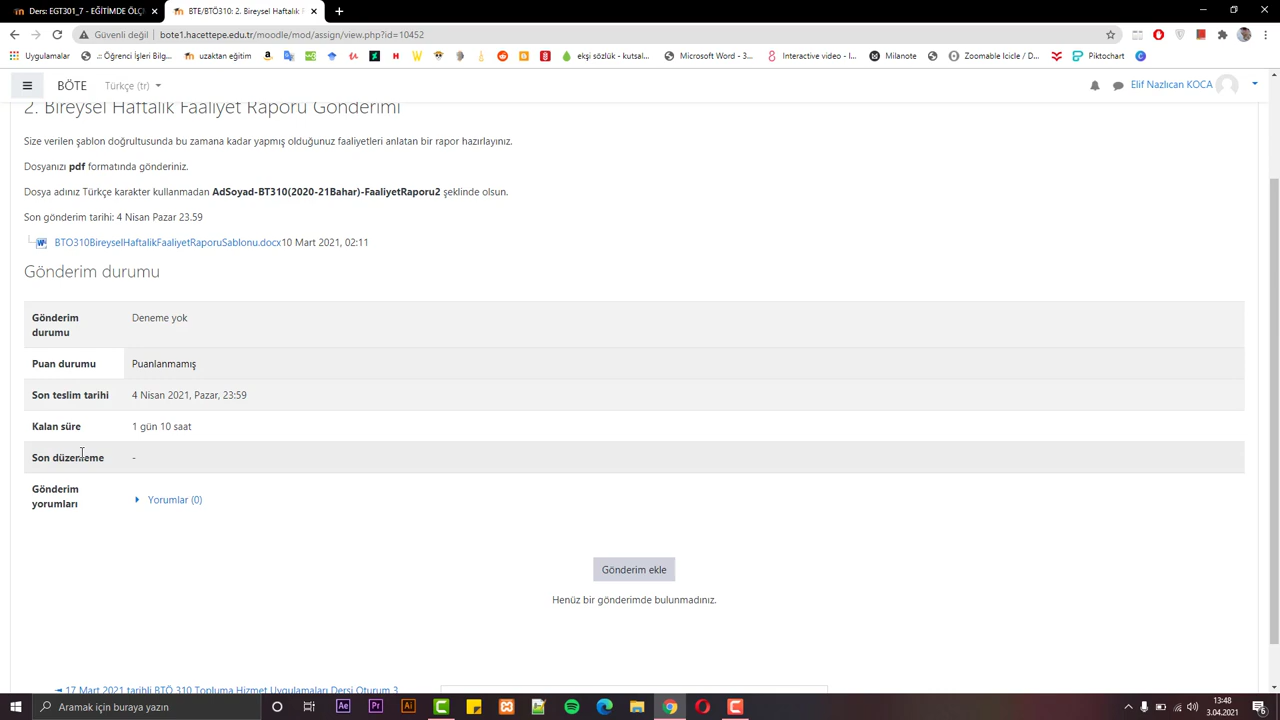 Ders: EGT301_7 - EĞİTİMDE ÖLÇ
BTE/BTÖ310: 2. Bireysel Haftalık F
Güvenli değil
bote1.hacettepe.edu.tr/moodle/mod/assign/view.php?id=10452
Uygulamalar
.:: Öğrenci İşleri Bilg...
uzaktan eğitim
ekşi sözlük - kutsal...
Microsoft Word - 3...
Interactive video - I...
Milanote
Zoomable Icicle / D...
Piktochart
BÖTE
Türkçe (tr)
Elif Nazlıcan KOCA
2. Bireysel Haftalık Faaliyet Raporu Gönderimi
Size verilen şablon doğrultusunda bu zamana kadar yapmış olduğunuz faaliyetleri anlatan bir rapor hazırlayınız.
Dosyanızı pdf formatında gönderiniz.
Dosya adınız Türkçe karakter kullanmadan AdSoyad-BT310(2020-21Bahar)-FaaliyetRaporu2 şeklinde olsun.
Son gönderim tarihi: 4 Nisan Pazar 23.59
BTO310BireyselHaftalikFaaliyetRaporuSablonu.docx10 Mart 2021, 02:11
Gönderim durumu
Gönderim durumu
Deneme yok
Puan durumu
Puanlanmamış
Son teslim tarihi
4 Nisan 2021, Pazar, 23:59
Kalan süre
1 gün 10 saat
Son düzenleme
-
Gönderim yorumları
Yorumlar (0)
Gönderim ekle
Henüz bir gönderimde bulunmadınız.
◄ 17 Mart 2021 tarihli BTÖ 310 Topluma Hizmet Uygulamaları Dersi Oturum 3
Aramak için buraya yazın
13:48
3.04.2021